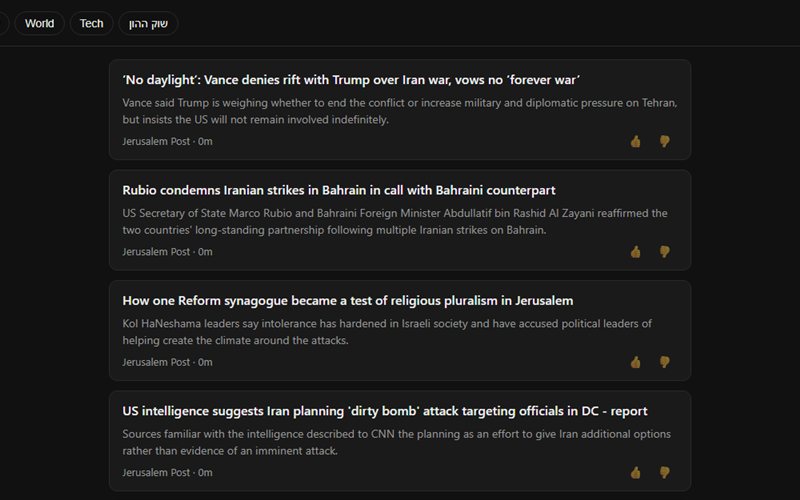 World
Tech
שוק ההון
‘No daylight’: Vance denies rift with Trump over Iran war, vows no ‘forever war’
Vance said Trump is weighing whether to end the conflict or increase military and diplomatic pressure on Tehran,
but insists the US will not remain involved indefinitely.
Jerusalem Post · 0m
Rubio condemns Iranian strikes in Bahrain in call with Bahraini counterpart
US Secretary of State Marco Rubio and Bahraini Foreign Minister Abdullatif bin Rashid Al Zayani reaffirmed the
two countries’ long-standing partnership following multiple Iranian strikes on Bahrain.
Jerusalem Post · 0m
How one Reform synagogue became a test of religious pluralism in Jerusalem
Kol HaNeshama leaders say intolerance has hardened in Israeli society and have accused political leaders of
helping create the climate around the attacks.
Jerusalem Post · 0m
US intelligence suggests Iran planning 'dirty bomb' attack targeting officials in DC - report
Sources familiar with the intelligence described to CNN the planning as an effort to give Iran additional options
rather than evidence of an imminent attack.
Jerusalem Post · 0m